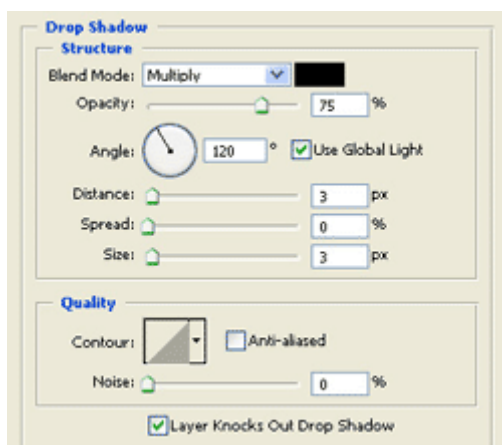 Drop Shadow
Structure
Blend Mode: Multiply
Opacity: 75 %
Angle: 120 ° Use Global Light
Distance: 3 px
Spread: 0 %
Size: 3 px
Quality
Contour: Anti-aliased
Noise: 0 %
Layer Knocks Out Drop Shadow